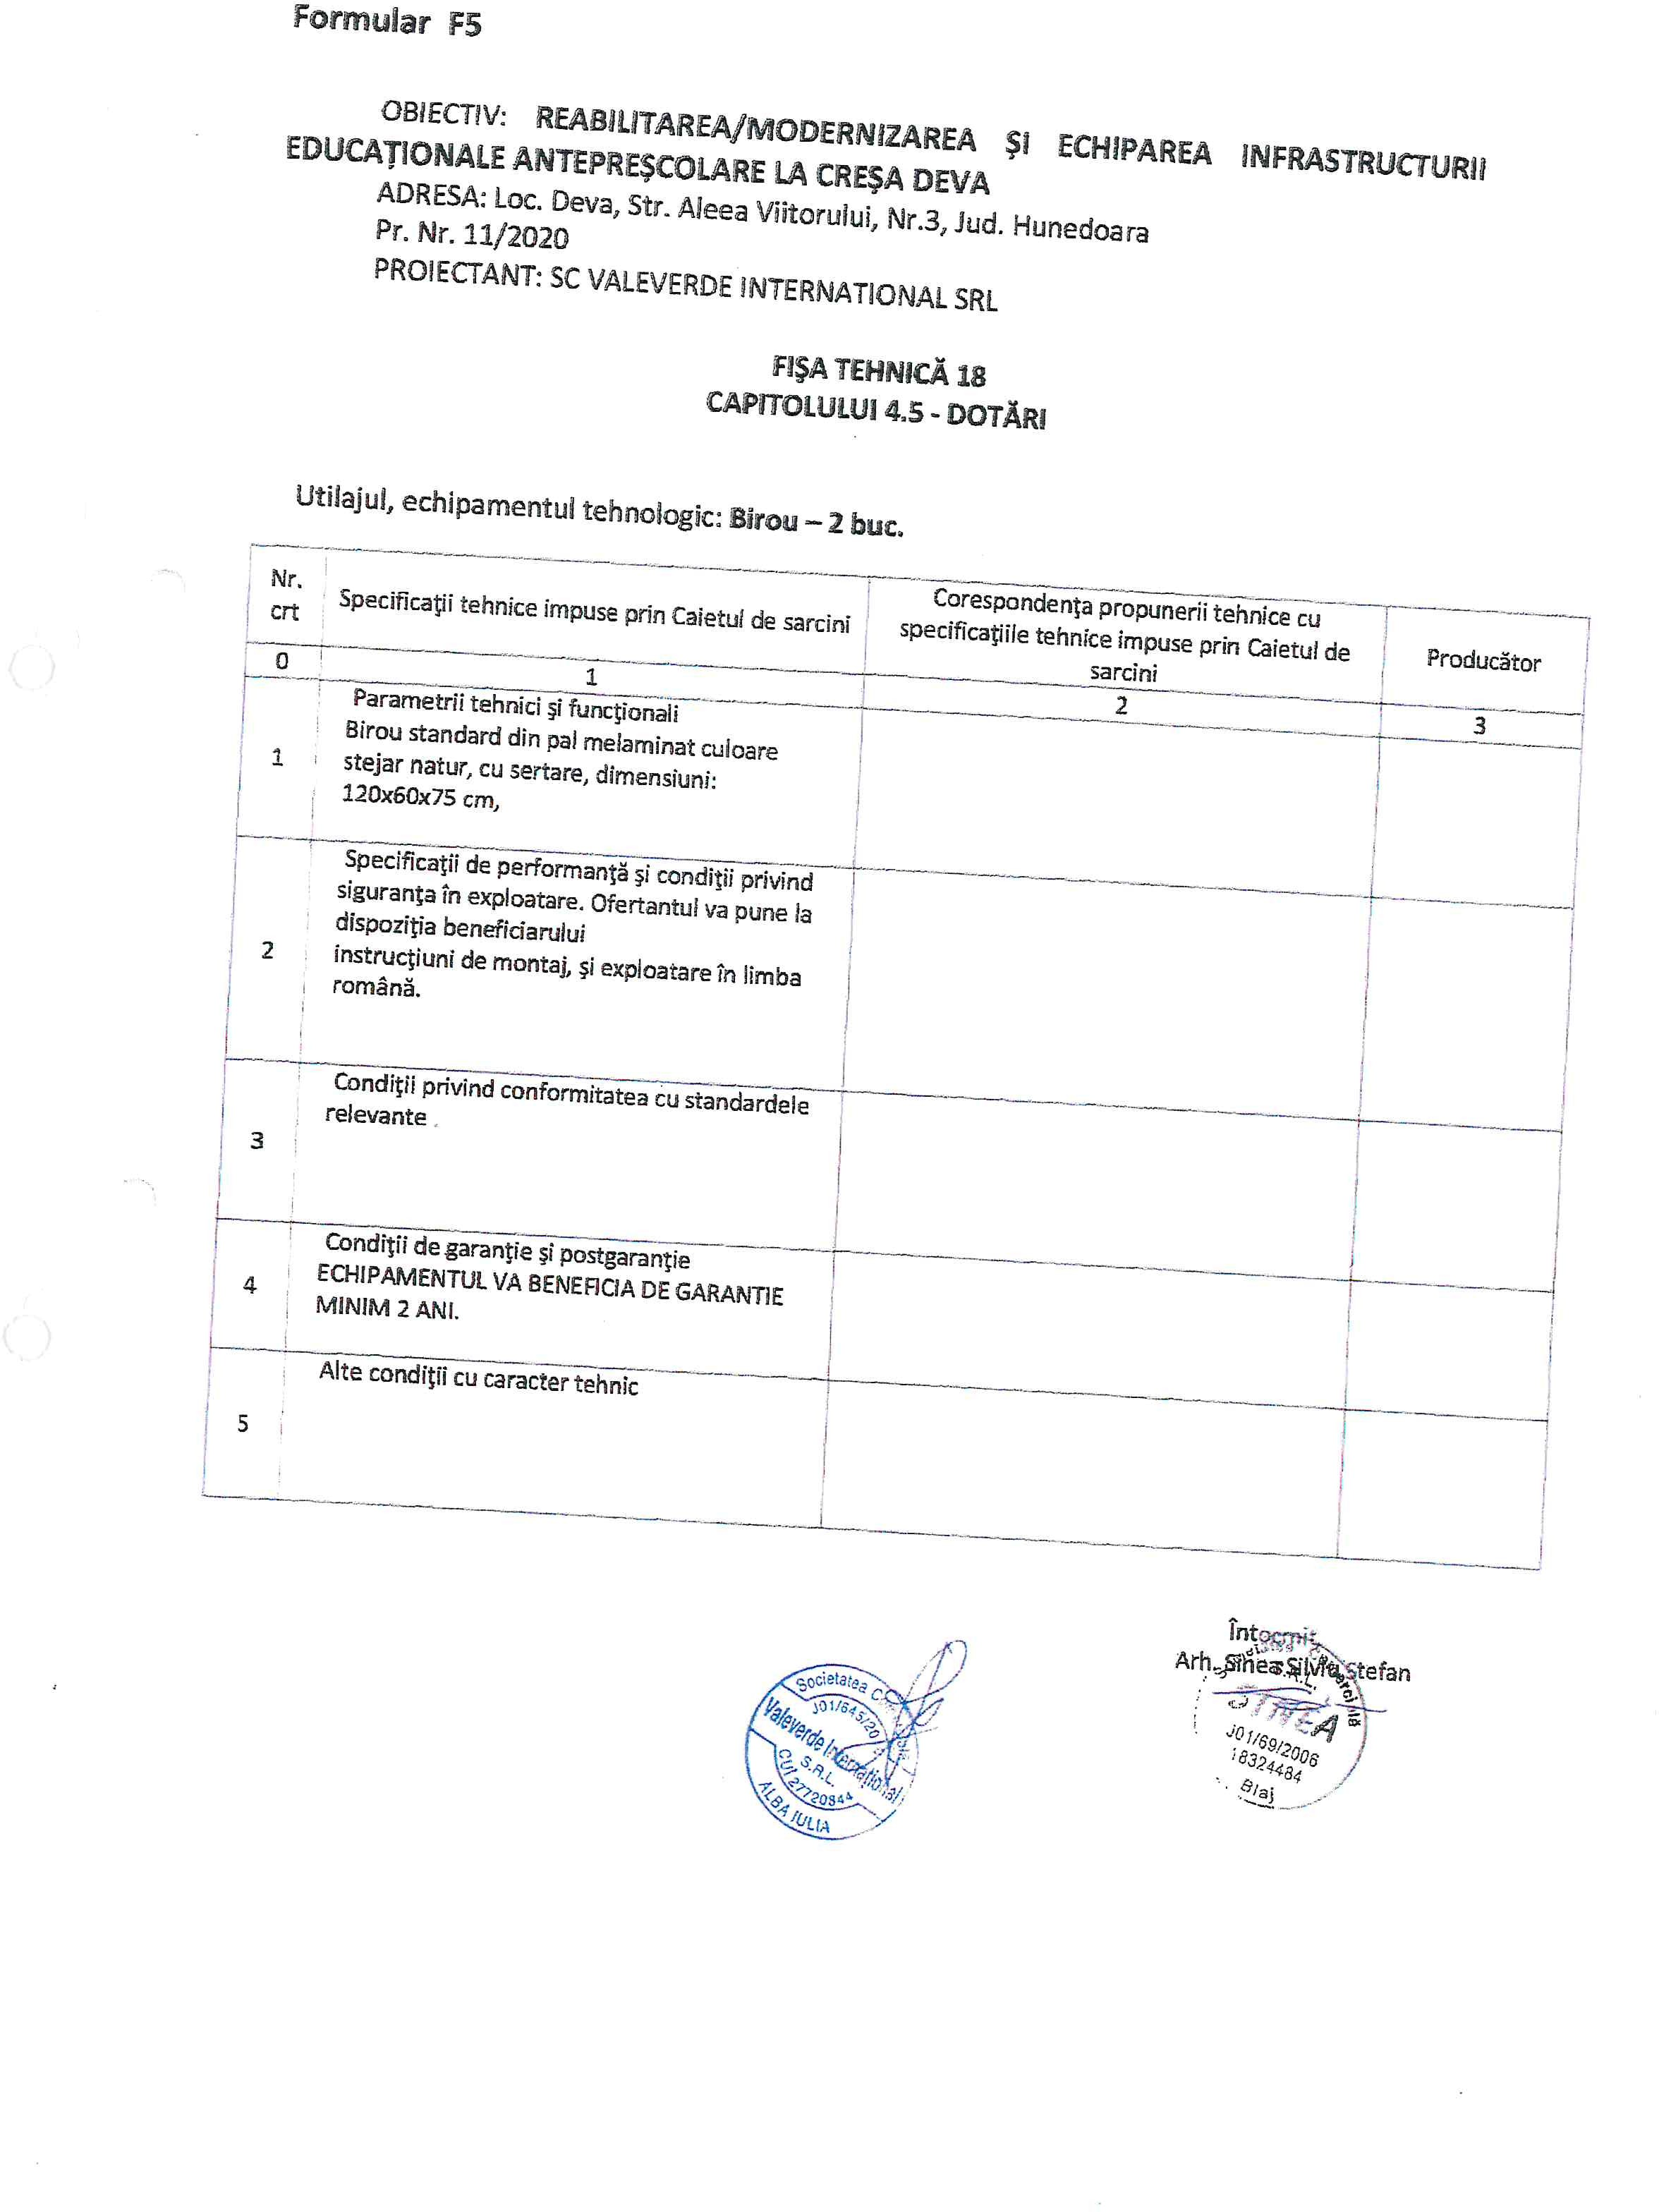 Formular F5
OBIECTIV: REABILITAREA/MODERNIZAREA ŞI ECHIPAREA INFRASTRUCTURII
EDUCAȚIONALE ANTEPREŞCOLARE LA CREŞA DEVA
ADRESA: Loc. Deva, Str. Aleea Viitorului, Nr.3, Jud. Hunedoara
Pr. Nr. 11/2020
PROIECTANT: SC VALEVERDE INTERNATIONAL SRL
FIŞA TEHNICĂ 18
CAPITOLULUI 4.5 - DOTĂRI
Utilajul, echipamentul tehnologic: Birou – 2 buc.
Nr.
crt
Specificaţii tehnice impuse prin Caietul de sarcini
Corespondenţa propunerii tehnice cu
specificaţiile tehnice impuse prin Caietul de
sarcini
Producător
0
1
2
3
1
Parametrii tehnici şi funcţionali
Birou standard din pal melaminat culoare
stejar natur, cu sertare, dimensiuni:
120x60x75 cm,
2
Specificaţii de performanţă şi condiţii privind
siguranţa în exploatare. Ofertantul va pune la
dispoziţia beneficiarului
instrucţiuni de montaj, şi exploatare în limba
română.
3
Condiţii privind conformitatea cu standardele
relevante .
4
Condiţii de garanţie şi postgaranţie
ECHIPAMENTUL VA BENEFICIA DE GARANTIE
MINIM 2 ANI.
5
Alte condiţii cu caracter tehnic
Întocmit,
Arh. Sinea Silviu Stefan
Societatea
J01/645/20
Valeverde Internaţional
S.R.L.
CUI 27720844
ALBA IULIA
S.R.L.
SINEA
J01/69/2006
18324484
Blaj